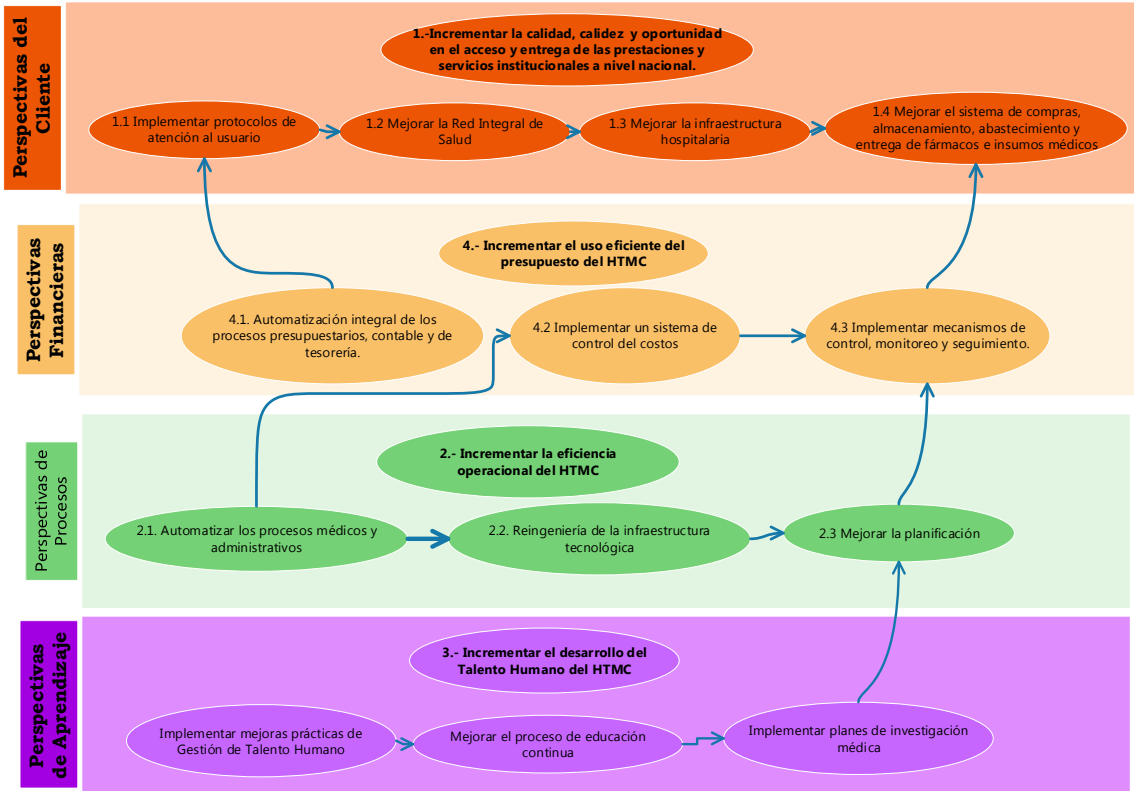 Perspectivas del
Cliente
1.-Incrementar la calidad, calidez y oportunidad
en el acceso y entrega de las prestaciones y
servicios institucionales a nivel nacional.
1.1 Implementar protocolos de
atención al usuario
1.2 Mejorar la Red Integral de
Salud
1.3 Mejorar la infraestructura
hospitalaria
1.4 Mejorar el sistema de compras,
almacenamiento, abastecimiento y
entrega de fármacos e insumos médicos
Perspectivas
Financieras
4.- Incrementar el uso eficiente del
presupuesto del HTMC
4.1. Automatización integral de los
procesos presupuestarios, contable y de
tesorería.
4.2 Implementar un sistema de
control del costos
4.3 Implementar mecanismos de
control, monitoreo y seguimiento.
Perspectivas de
Procesos
2.- Incrementar la eficiencia
operacional del HTMC
2.1. Automatizar los procesos médicos y
administrativos
2.2. Reingeniería de la infraestructura
tecnológica
2.3 Mejorar la planificación
Perspectivas
de Aprendizaje
3.- Incrementar el desarrollo del
Talento Humano del HTMC
Implementar mejoras prácticas de
Gestión de Talento Humano
Mejorar el proceso de educación
continua
Implementar planes de investigación
médica